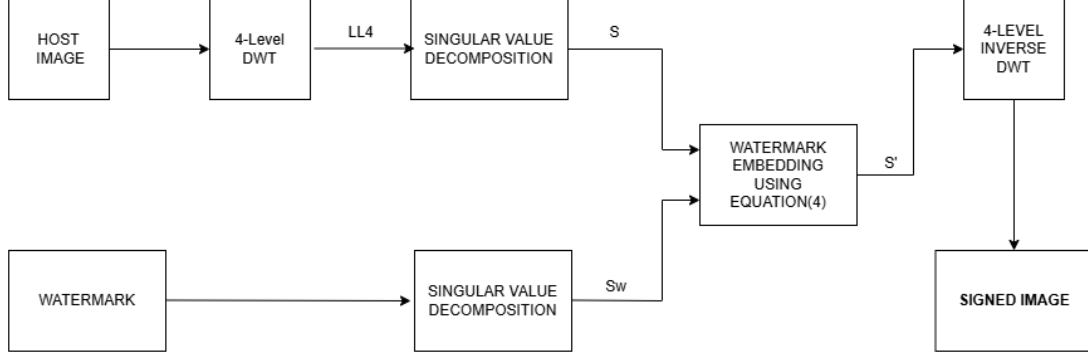 HOST
IMAGE
4-Level
DWT
LL4
SINGULAR VALUE
DECOMPOSITION
S
4-LEVEL
INVERSE
DWT
WATERMARK
EMBEDDING
USING
EQUATION(4)
S'
WATERMARK
SINGULAR VALUE
DECOMPOSITION
Sw
SIGNED IMAGE